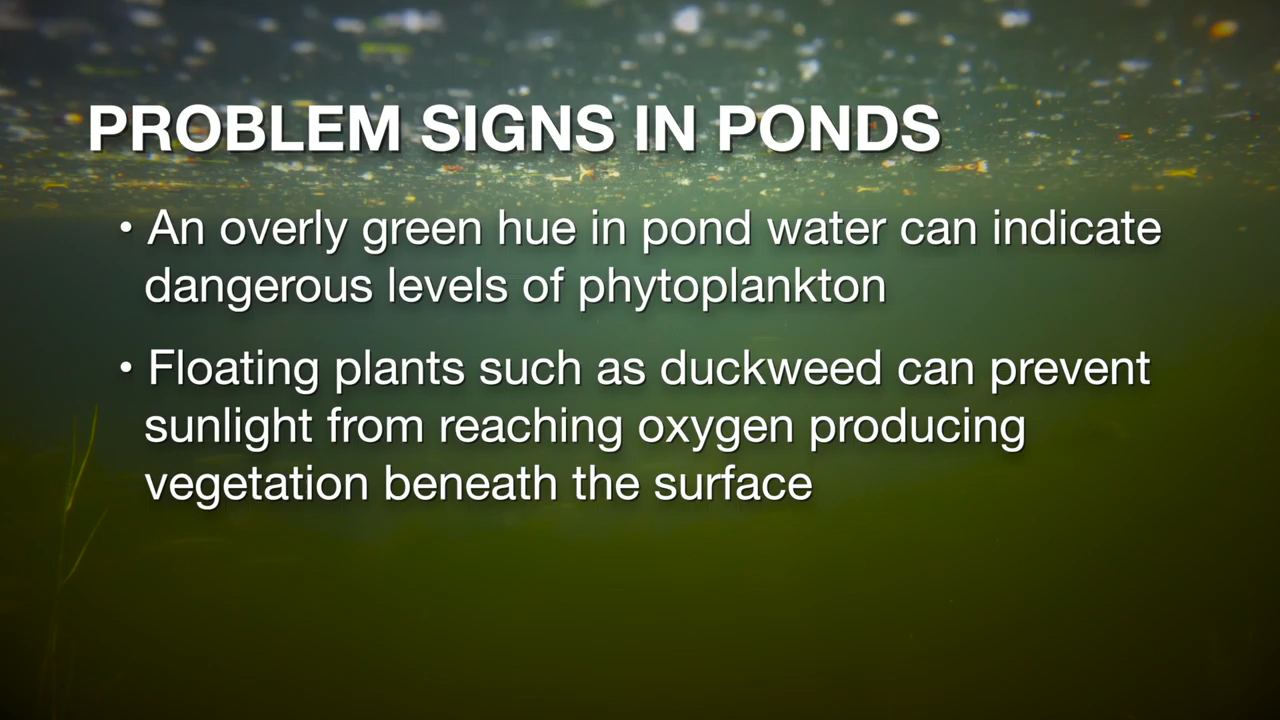 PROBLEM SIGNS IN PONDS
• An overly green hue in pond water can indicate
dangerous levels of phytoplankton
• Floating plants such as duckweed can prevent
sunlight from reaching oxygen producing
vegetation beneath the surface